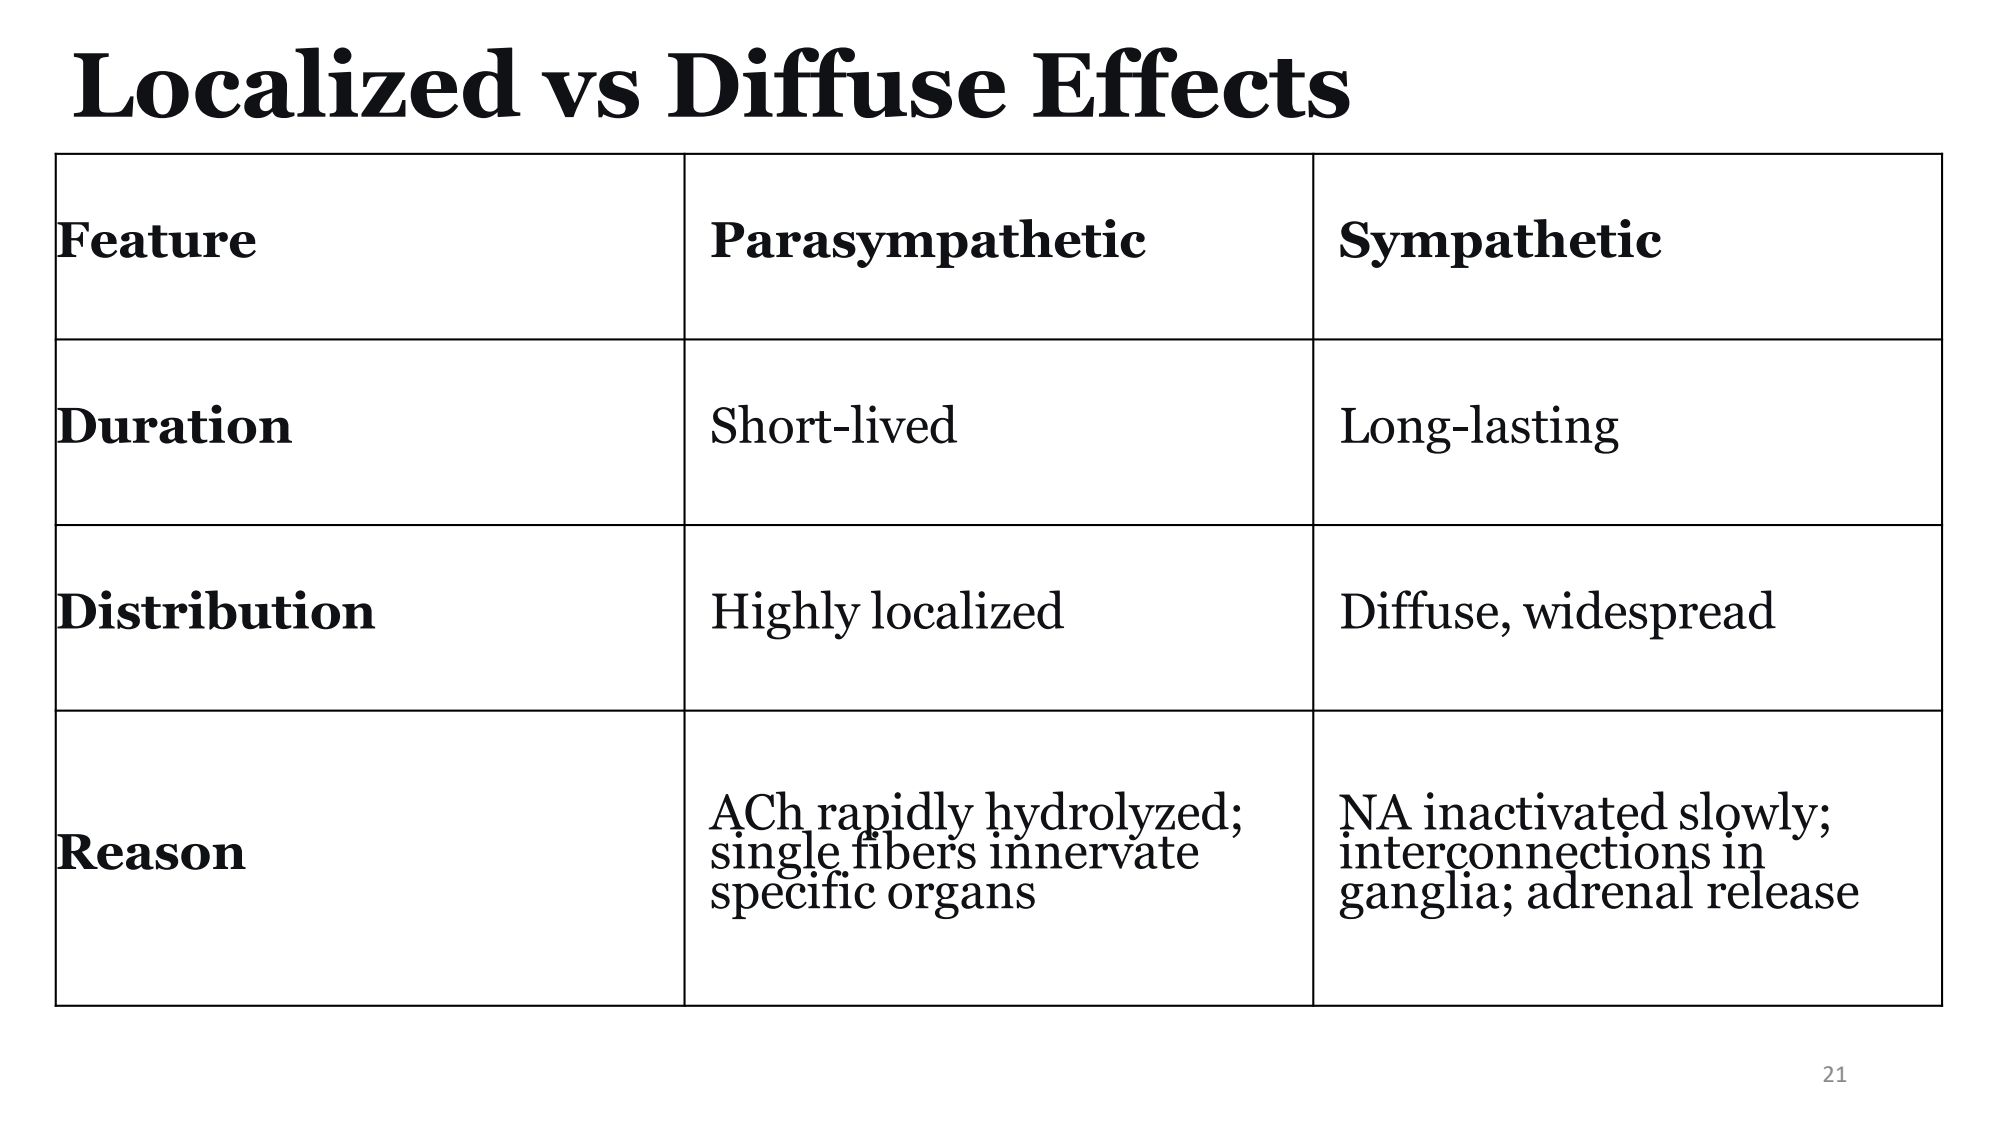 Localized vs Diffuse Effects
Feature
Parasympathetic
Sympathetic
Duration
Short-lived
Long-lasting
Distribution
Highly localized
Diffuse, widespread
Reason
ACh rapidly hydrolyzed;
single fibers innervate
specific organs
NA inactivated slowly;
interconnections in
ganglia; adrenal release
21